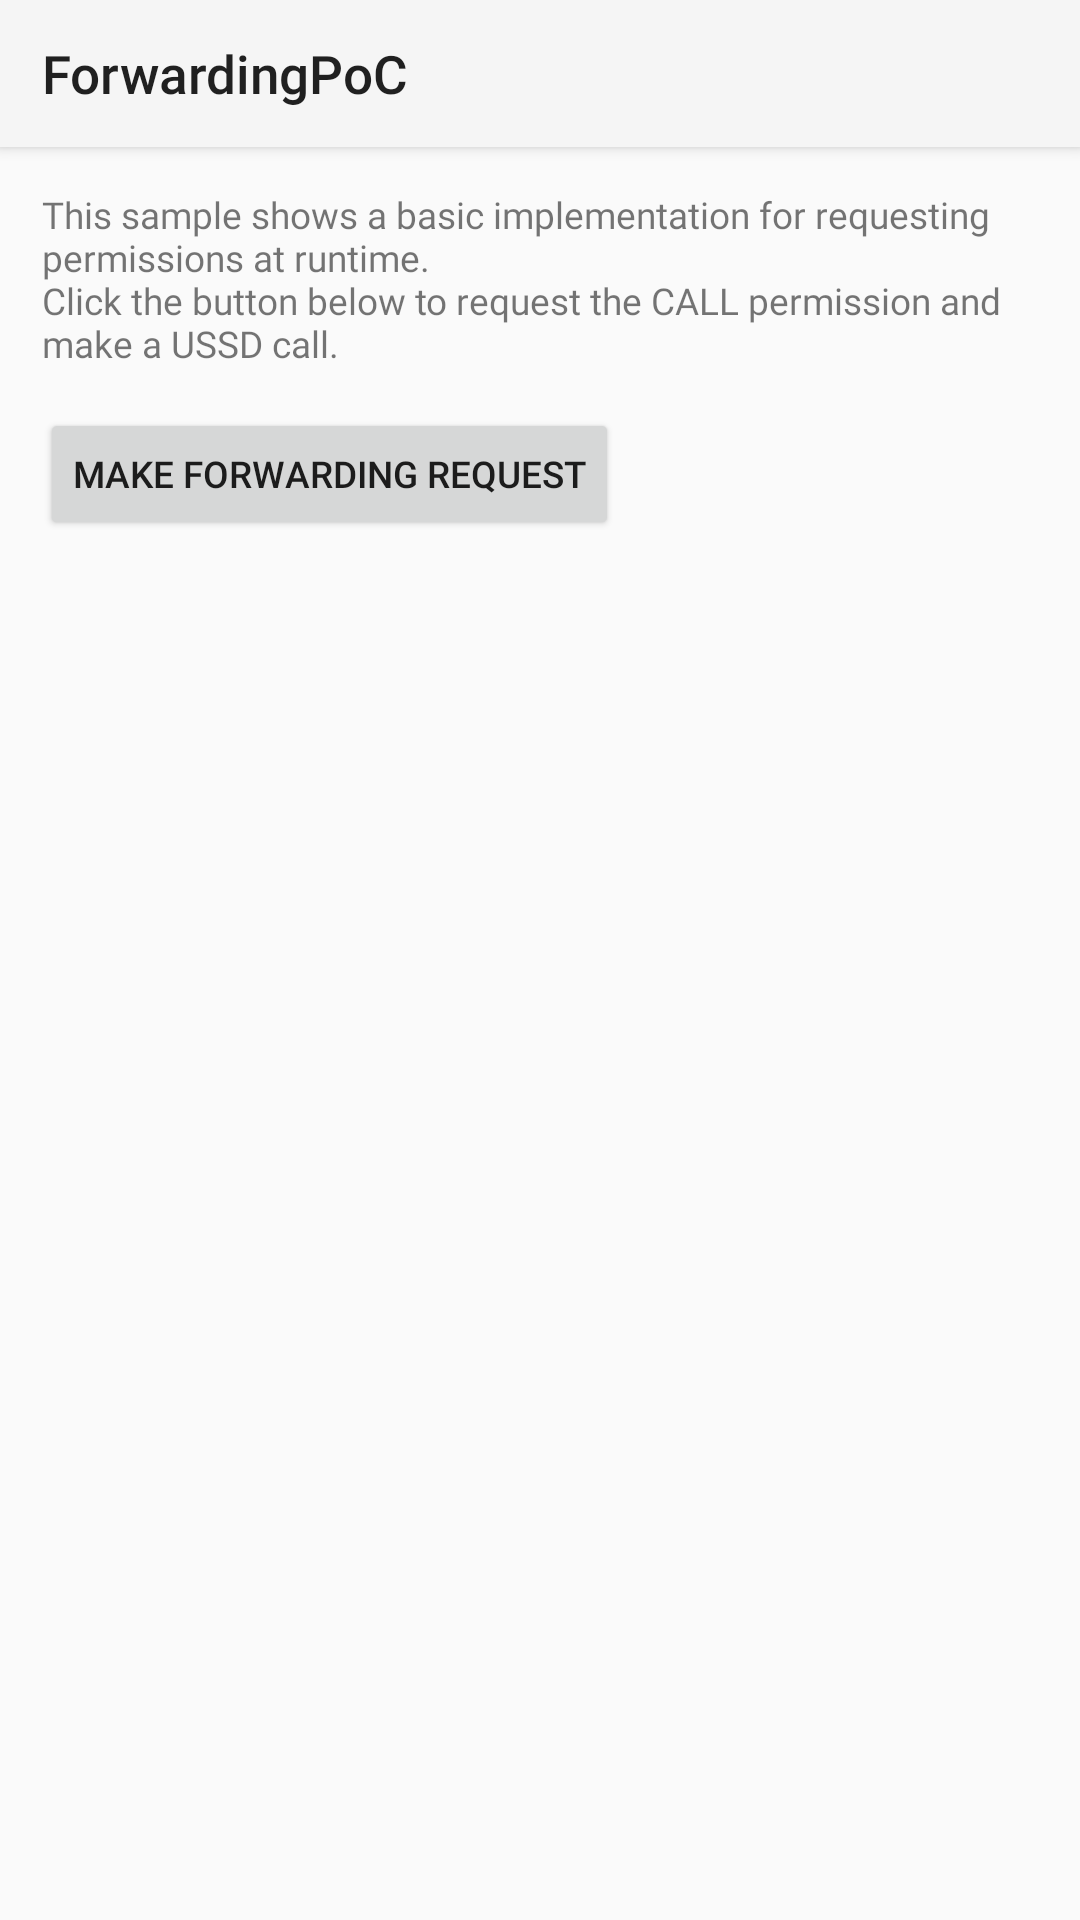 ForwardingPoC
This sample shows a basic implementation for requesting
permissions at runtime.
Click the button below to request the CALL permission and
make a USSD call.
MAKE FORWARDING REQUEST